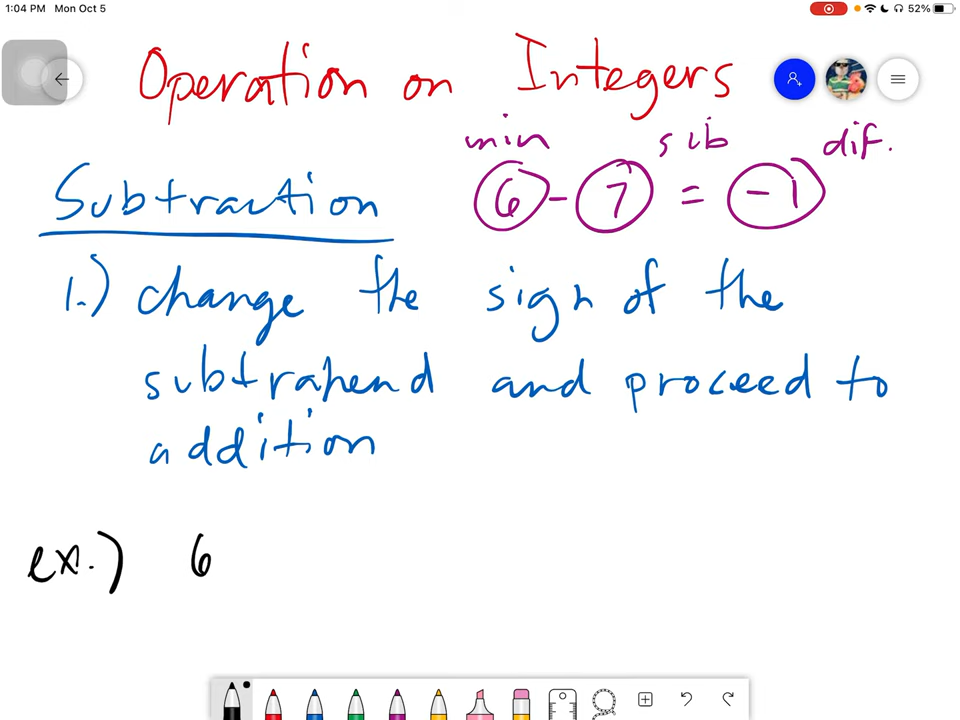 1:04 PM Mon Oct 5 52%
Operation on Integers
min sub dif.
Subtraction 6 - 7 = -1
1.) change the sign of the
subtrahend and proceed to
addition
ex.) 6